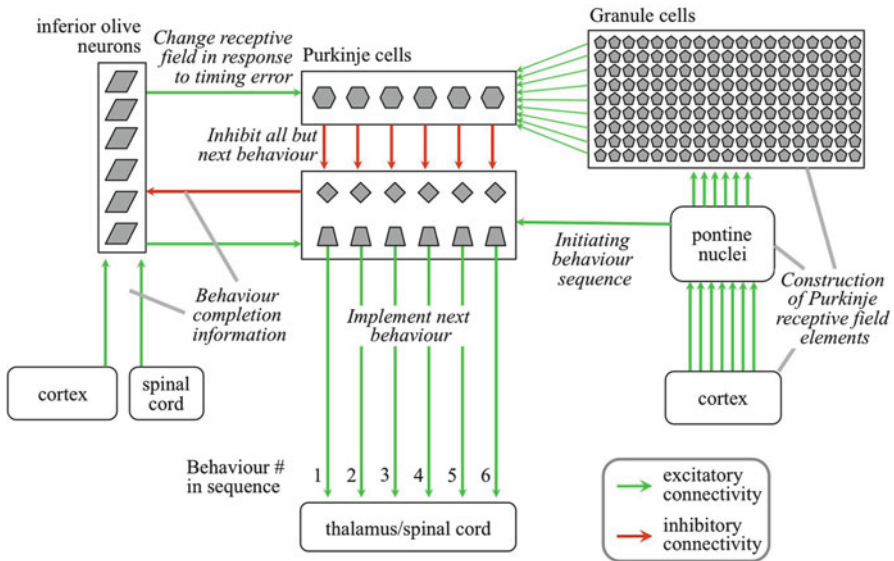 inferior olive
neurons
Change receptive
field in response
to timing error
Purkinje cells
Granule cells
Inhibit all but
next behaviour
Initiating
behaviour
sequence
pontine
nuclei
Behaviour
completion
information
Implement next
behaviour
Construction
of Purkinje
receptive field
elements
cortex
spinal
cord
cortex
Behaviour #
in sequence
1 2 3 4 5 6
thalamus/spinal cord
excitatory
connectivity
inhibitory
connectivity